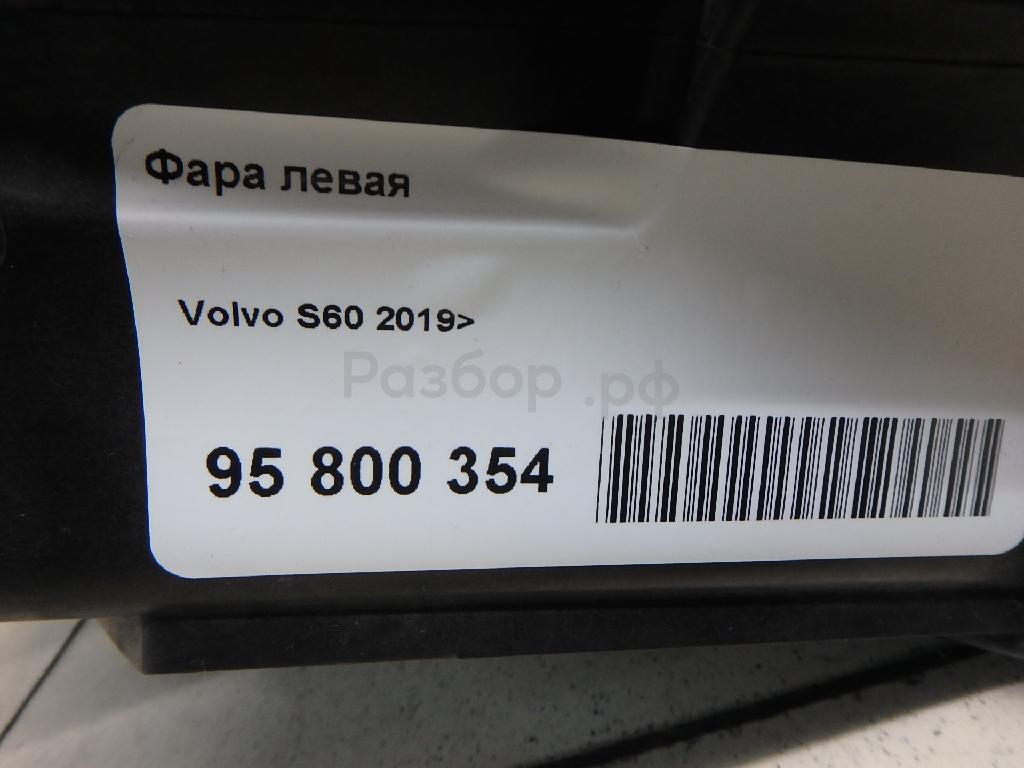 Фара левая
Volvo S60 2019>
Разбор.рф
95 800 354